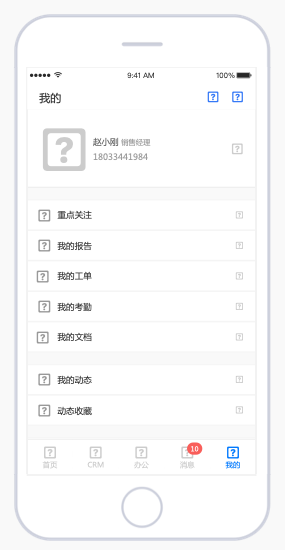 9:41 AM 100%
我的
赵小刚 销售经理
18033441984
重点关注
我的报告
我的工单
我的考勤
我的文档
我的动态
动态收藏
10
首页 CRM 办公 消息 我的